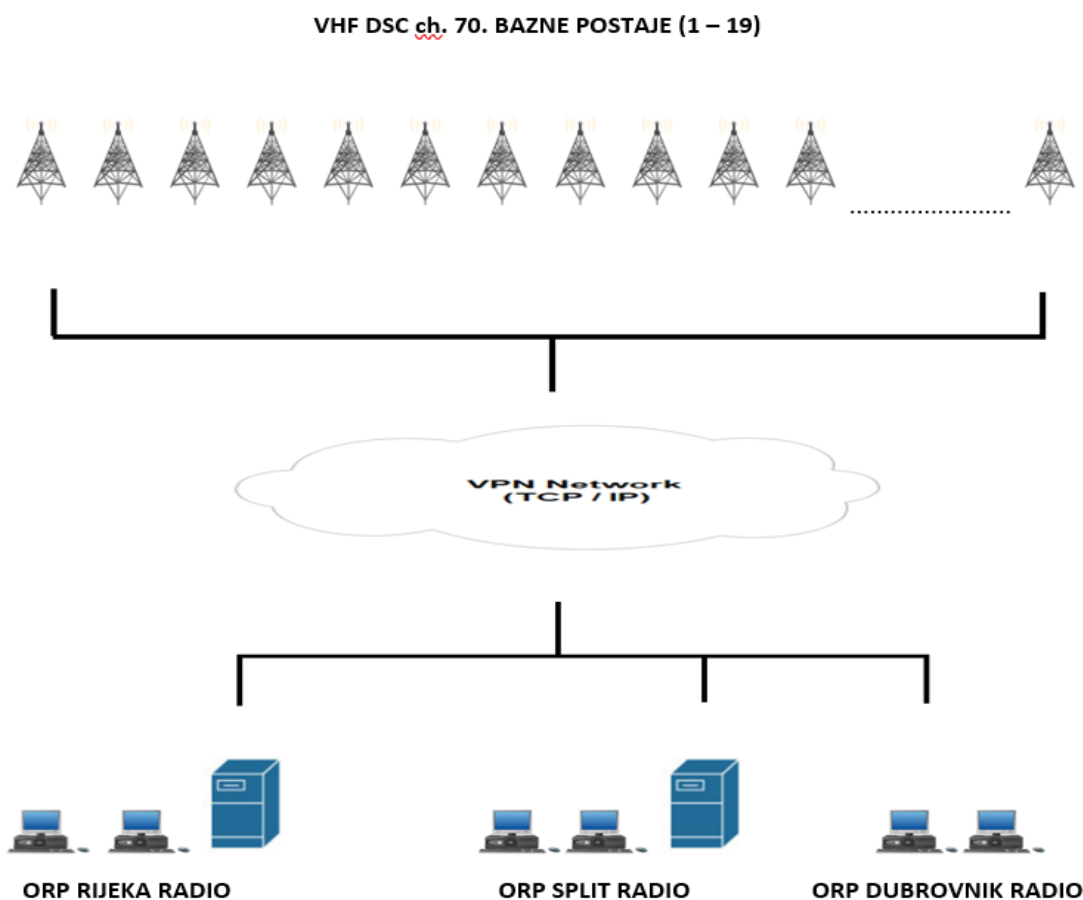 VHF DSC ch. 70. BAZNE POSTAJE (1 – 19)
........................
VPN Network
(TCP / IP)
ORP RIJEKA RADIO
ORP SPLIT RADIO
ORP DUBROVNIK RADIO